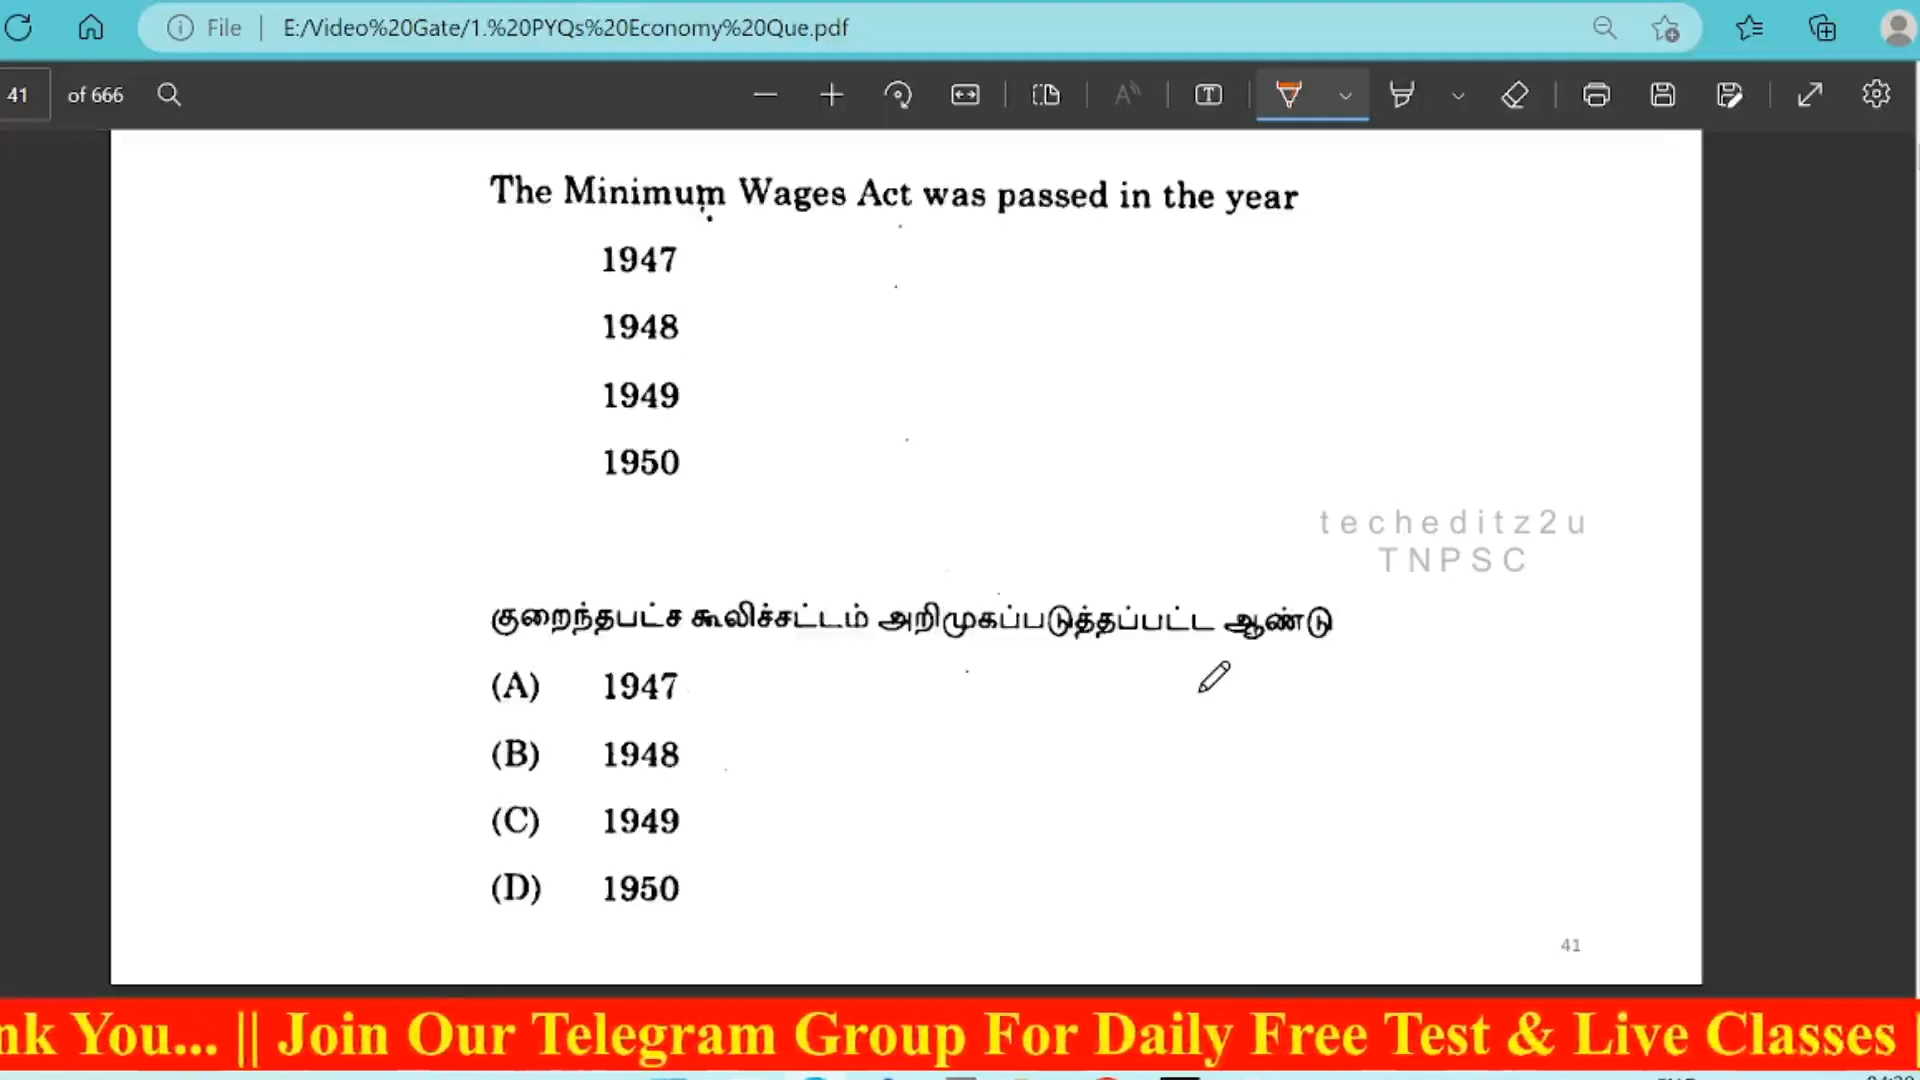 File
E:/Video%20Gate/1.%20PYQs%20Economy%20Que.pdf
41 of 666
The Minimum Wages Act was passed in the year
1947
1948
1949
1950
techeditz2u
TNPSC
குறைந்தபட்ச கூலிச்சட்டம் அறிமுகப்படுத்தப்பட்ட ஆண்டு
(A) 1947
(B) 1948
(C) 1949
(D) 1950
41
nk You... || Join Our Telegram Group For Daily Free Test & Live Classes